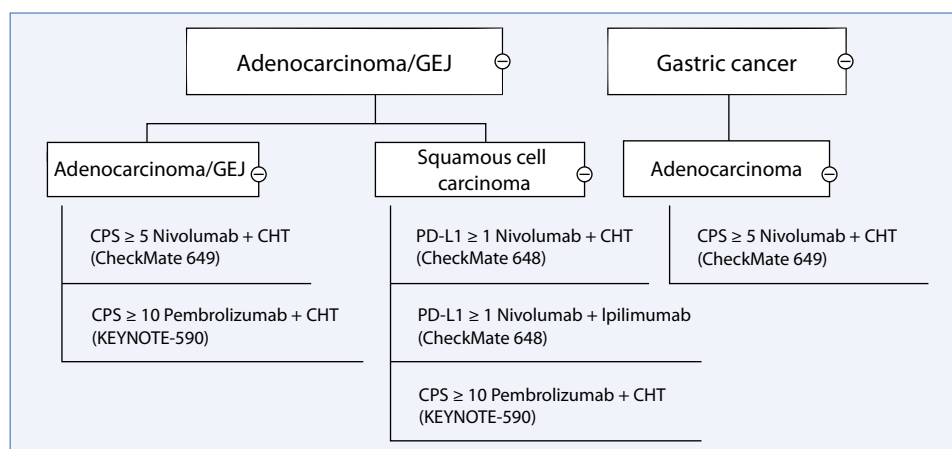 Adenocarcinoma/GEJ
Gastric cancer
Adenocarcinoma/GEJ
Squamous cell
carcinoma
Adenocarcinoma
CPS ≥ 5 Nivolumab + CHT
(CheckMate 649)
CPS ≥ 10 Pembrolizumab + CHT
(KEYNOTE-590)
PD-L1 ≥ 1 Nivolumab + CHT
(CheckMate 648)
PD-L1 ≥ 1 Nivolumab + Ipilimumab
(CheckMate 648)
CPS ≥ 10 Pembrolizumab + CHT
(KEYNOTE-590)
CPS ≥ 5 Nivolumab + CHT
(CheckMate 649)